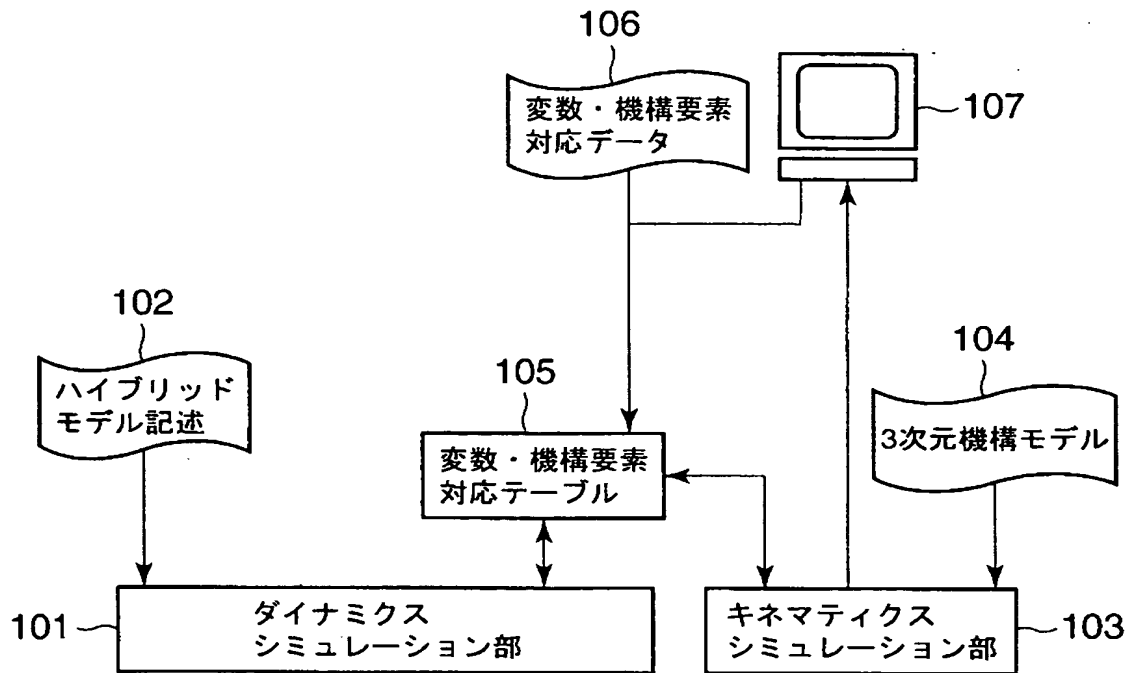 106
変数・機構要素
対応データ
107
102
ハイブリッド
モデル記述
105
変数・機構要素
対応テーブル
104
3次元機構モデル
101
ダイナミクス
シミュレーション部
キネマティクス
シミュレーション部
103